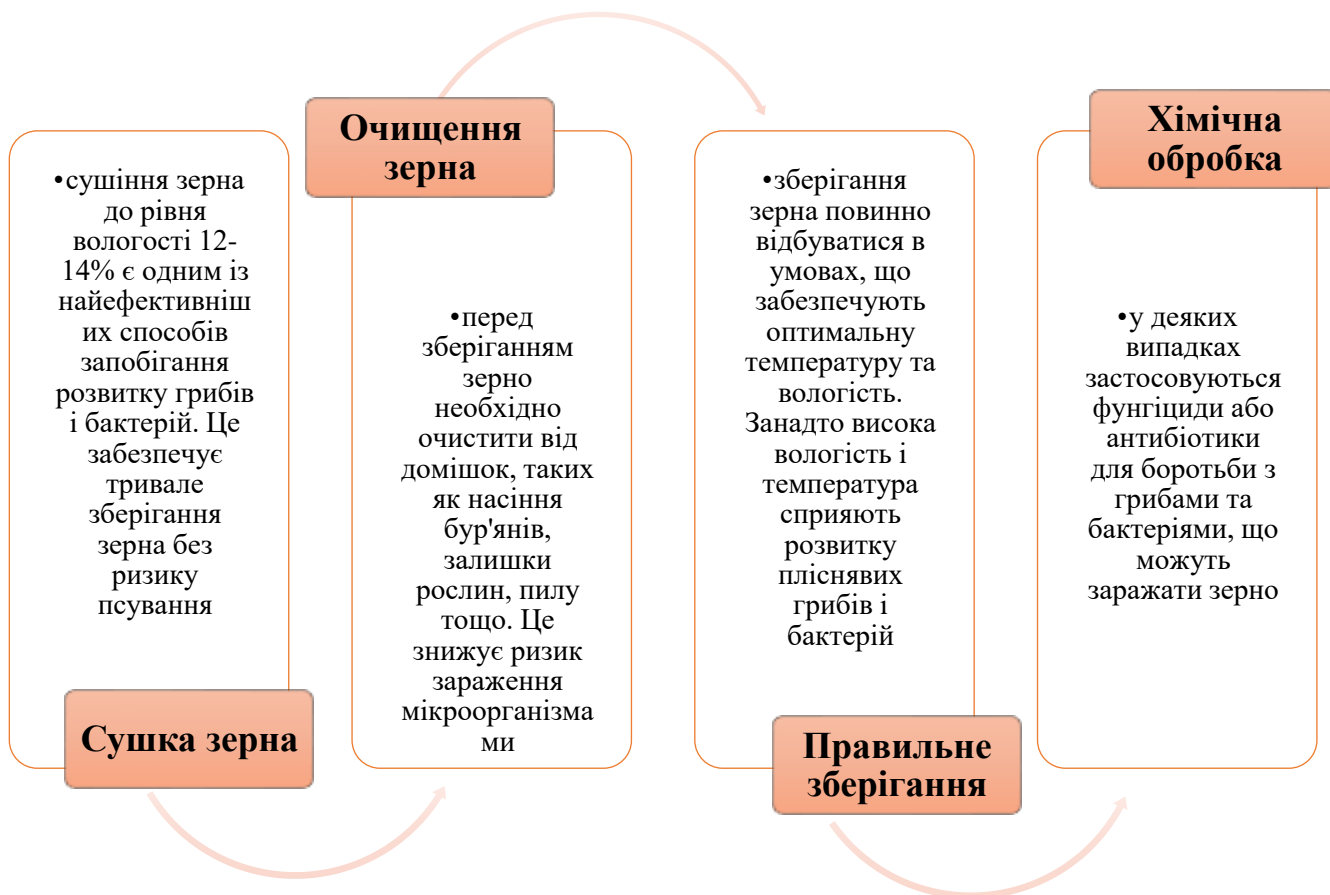 •сушіння зерна
до рівня
вологості 12-
14% є одним із
найефективніш
их способів
запобігання
розвитку грибів
і бактерій. Це
забезпечує
тривале
зберігання
зерна без
ризику
псування
Сушка зерна
Очищення
зерна
•перед
зберіганням
зерно
необхідно
очистити від
домішок, таких
як насіння
бур'янів,
залишки
рослин, пилу
тощо. Це
знижує ризик
зараження
мікроорганізма
ми
•зберігання
зерна повинно
відбуватися в
умовах, що
забезпечують
оптимальну
температуру та
вологість.
Занадто висока
вологість і
температура
сприяють
розвитку
пліснявих
грибів і
бактерій
Правильне
зберігання
Хімічна
обробка
•у деяких
випадках
застосовуються
фунгіциди або
антибіотики
для боротьби з
грибами та
бактеріями, що
можуть
заражати зерно